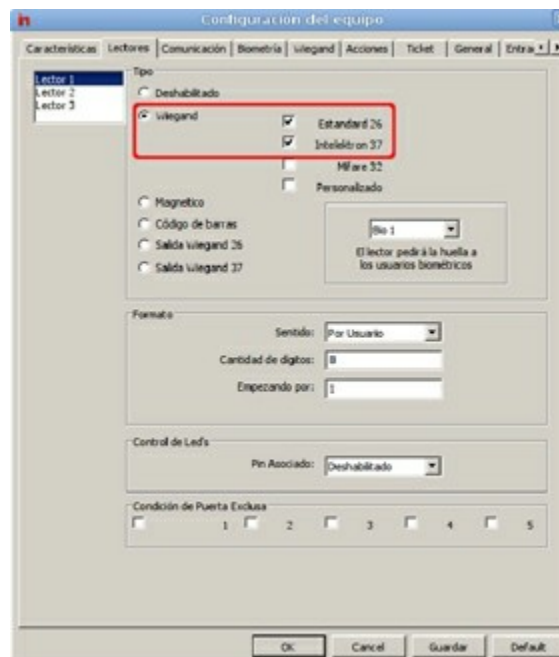 in Configuración del equipo
Características Lectores Comunicación Biometría Wiegand Acciones Ticket General Entra
Lector 1
Lector 2
Lector 3
Tipo
Deshabilitado
Wiegand
Estandard 26
Intelektron 37
Mifare 32
Personalizado
Magnetico
Código de barras
Salida Wiegand 26
Salida Wiegand 37
Bio 1
El lector pedirá la huella a
los usuarios biométricos
Formato
Sentido: Por Usuario
Cantidad de digitos: 8
Empezando por: 1
Control de Led's
Pin Asociado: Deshabilitado
Condición de Puerta Exclusa
1 2 3 4 5
OK Cancel Guardar Default